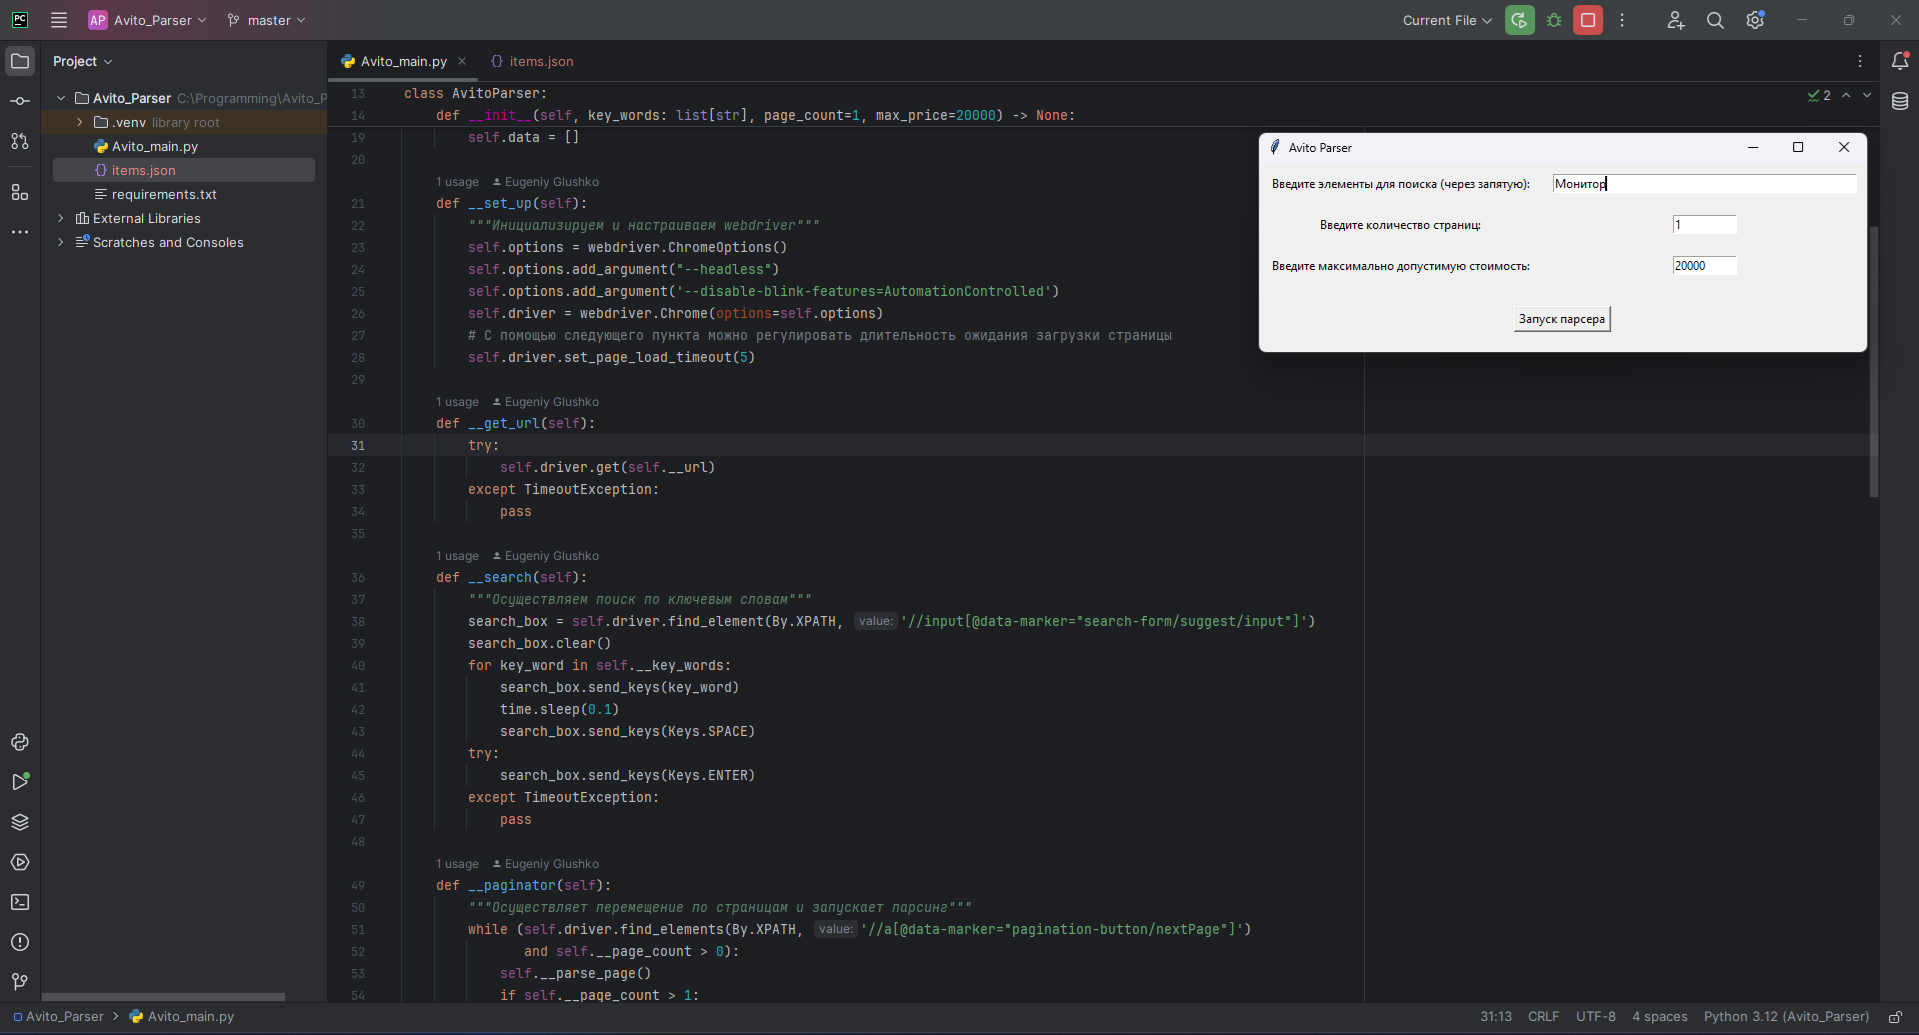 PC
AP Avito_Parser master Current File
Project
Avito_Parser C:\Programming\Avito_P
.venv library root
Avito_main.py
items.json
requirements.txt
External Libraries
Scratches and Consoles
Avito_main.py items.json
13 class AvitoParser:
2
14 def __init__(self, key_words: list[str], page_count=1, max_price=20000) -> None:
19 self.data = []
20
1 usage Eugeniy Glushko
21 def __set_up(self):
22 """Инициализируем и настраиваем webdriver"""
23 self.options = webdriver.ChromeOptions()
24 self.options.add_argument("--headless")
25 self.options.add_argument('--disable-blink-features=AutomationControlled')
26 self.driver = webdriver.Chrome(options=self.options)
27 # С помощью следующего пункта можно регулировать длительность ожидания загрузки страницы
28 self.driver.set_page_load_timeout(5)
29
1 usage Eugeniy Glushko
30 def __get_url(self):
31 try:
32 self.driver.get(self.__url)
33 except TimeoutException:
34 pass
35
1 usage Eugeniy Glushko
36 def __search(self):
37 """Осуществляем поиск по ключевым словам"""
38 search_box = self.driver.find_element(By.XPATH, value: '//input[@data-marker="search-form/suggest/input"]')
39 search_box.clear()
40 for key_word in self.__key_words:
41 search_box.send_keys(key_word)
42 time.sleep(0.1)
43 search_box.send_keys(Keys.SPACE)
44 try:
45 search_box.send_keys(Keys.ENTER)
46 except TimeoutException:
47 pass
48
1 usage Eugeniy Glushko
49 def __paginator(self):
50 """Осуществляет перемещение по страницам и запускает парсинг"""
51 while (self.driver.find_elements(By.XPATH, value: '//a[@data-marker="pagination-button/nextPage"]')
52 and self.__page_count > 0):
53 self.__parse_page()
54 if self.__page_count > 1:
Avito Parser
Введите элементы для поиска (через запятую): Монитор
Введите количество страниц: 1
Введите максимально допустимую стоимость: 20000
Запуск парсера
Avito_Parser Avito_main.py 31:13 CRLF UTF-8 4 spaces Python 3.12 (Avito_Parser)